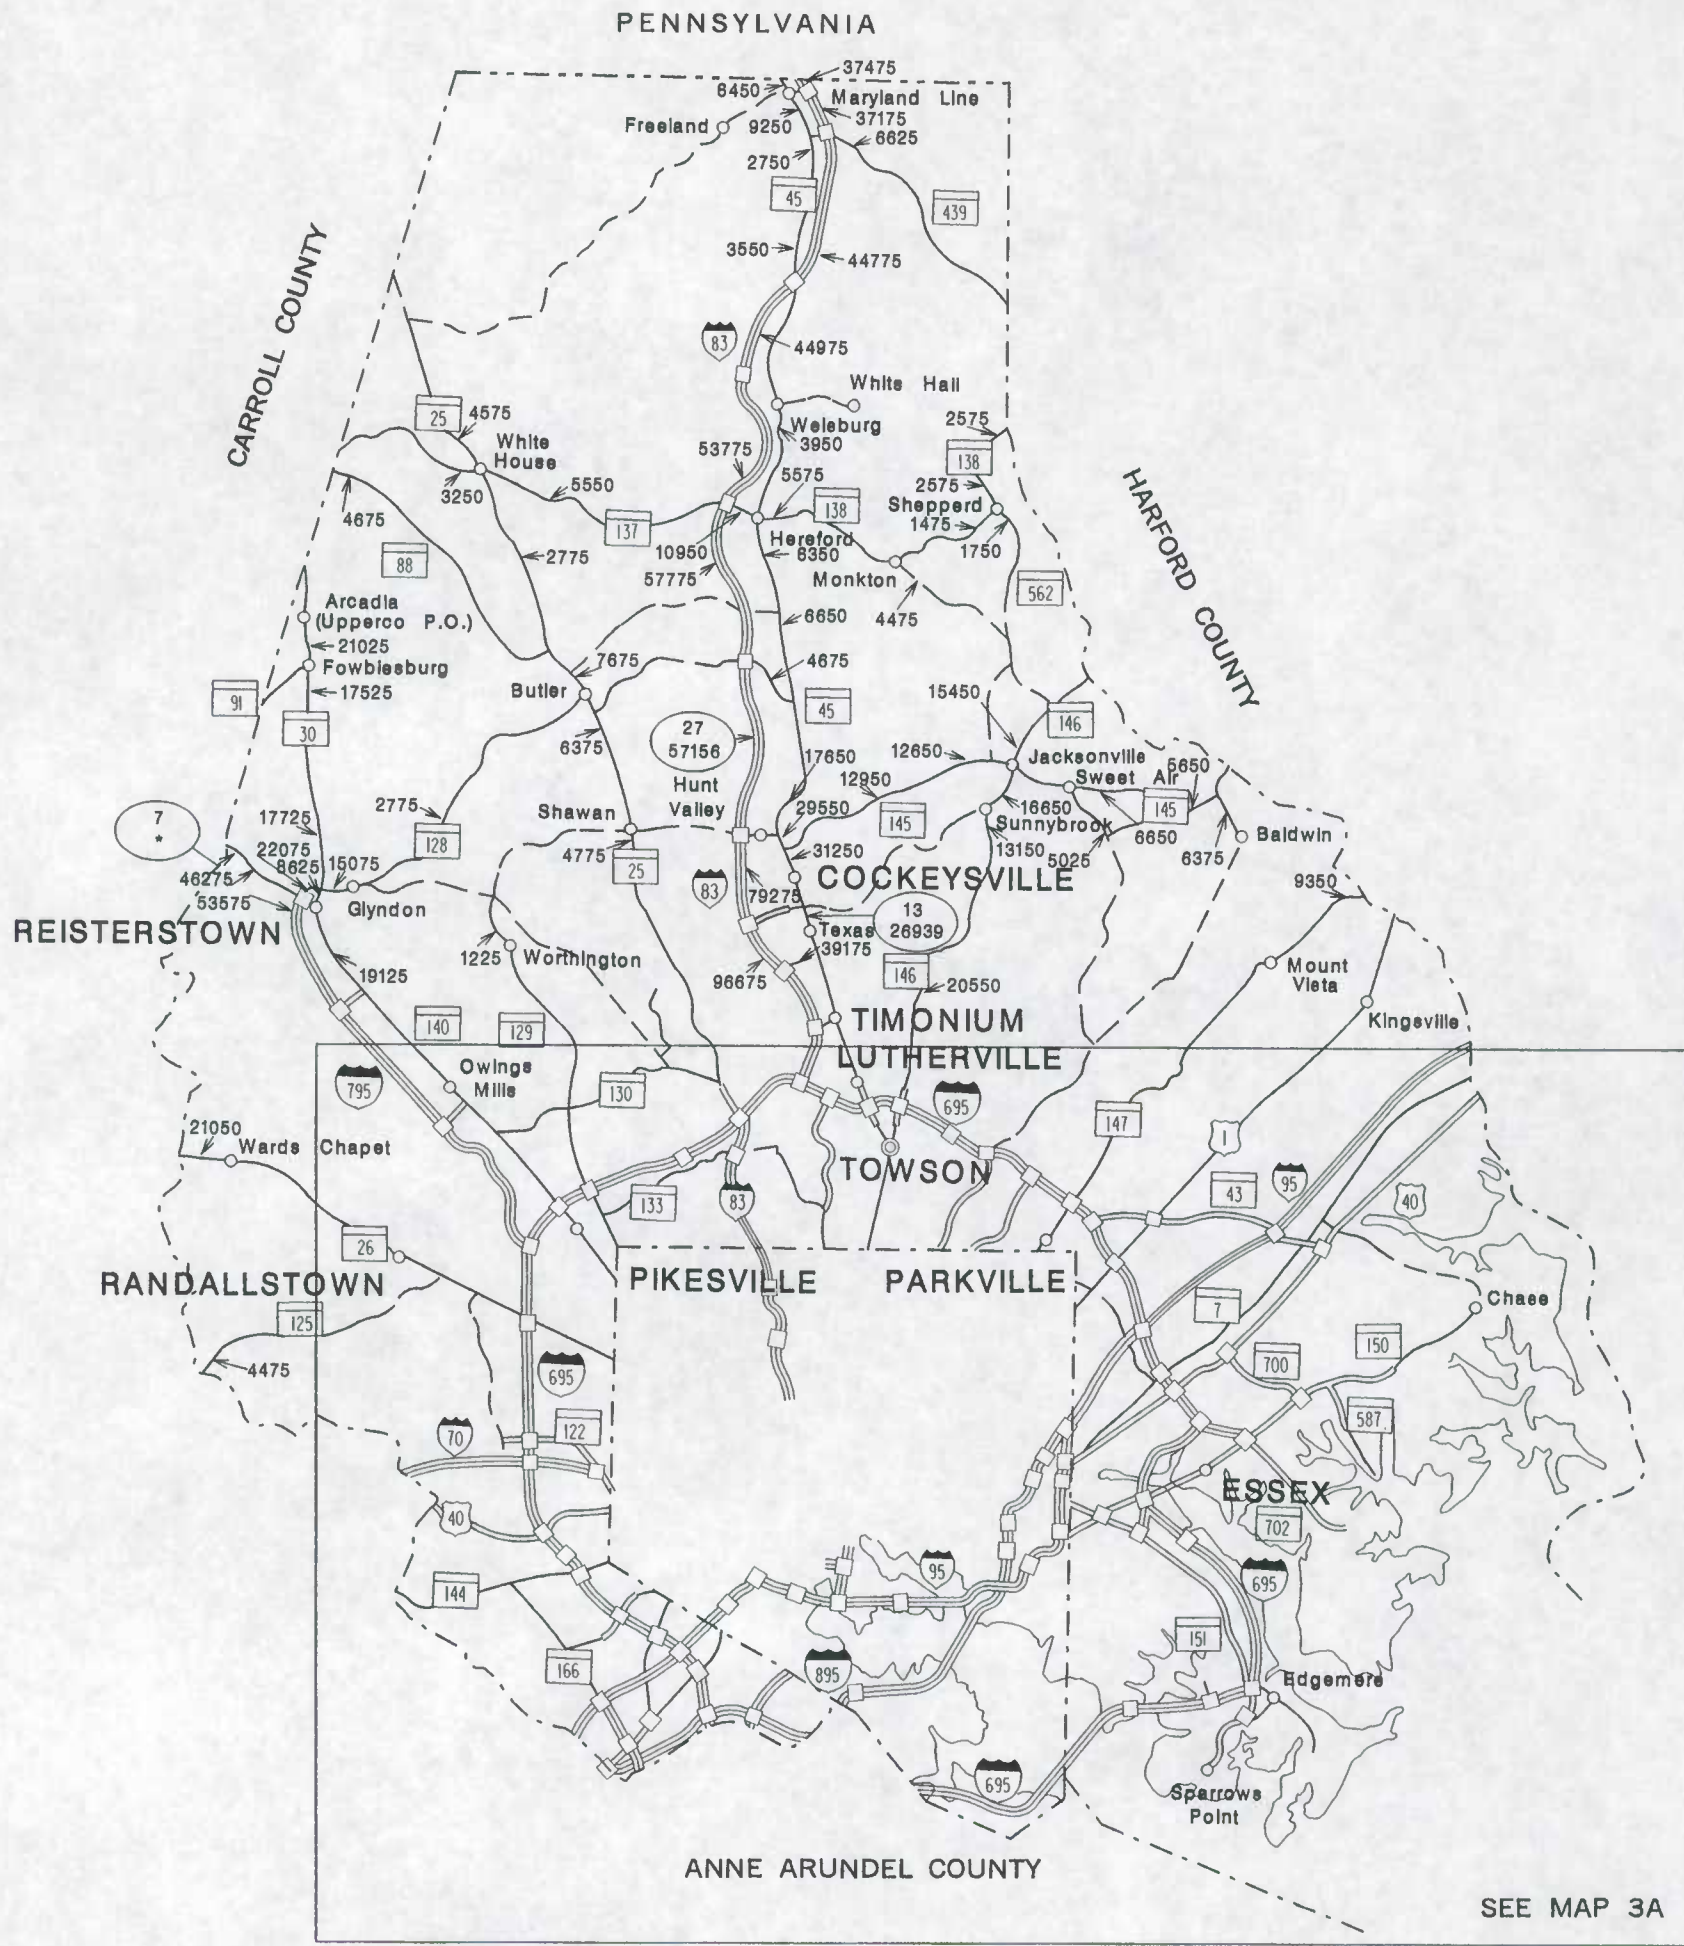 PENNSYLVANIA
37475
6450
Maryland Line
Freeland
9250
37175
6625
2750
45
439
3550
44775
CARROLL COUNTY
83
44975
White Hall
25
4575
Weleburg
2575
White
House
3950
53775
138
3250
5550
5575
2575
Shepperd
HARFORD COUNTY
4675
137
138
1475
Hereford
10950
6350
1750
88
2775
57775
Monkton
562
4475
Arcadia
(Upperco P.O.)
6650
21025
Fowblesburg
7675
4675
17525
Butler
15450
91
45
146
30
27
57156
6375
12650
Jacksonville
17650
Sweet Air
5650
Hunt
Valley
12950
2775
Shawan
29550
16650
145
7
*
17725
145
Sunnybrook
128
22075
4775
31250
13150
5025
6650
6375
Baldwin
8625
15075
25
46275
83
79275
COCKEYSVILLE
9350
53575
Glyndon
13
26939
REISTERSTOWN
Texas
39175
1225
Worthington
96675
146
Mount
Vista
19125
20550
140
129
TIMONIUM
Kingsville
LUTHERVILLE
Owings
Mills
795
130
695
147
1
21050
Wards Chapet
TOWSON
133
83
43
95
40
26
RANDALLSTOWN
PIKESVILLE
PARKVILLE
125
7
Chase
4475
150
700
695
587
122
70
ESSEX
40
702
95
144
695
151
166
895
Edgemere
695
Sparrows
Point
ANNE ARUNDEL COUNTY
SEE MAP 3A